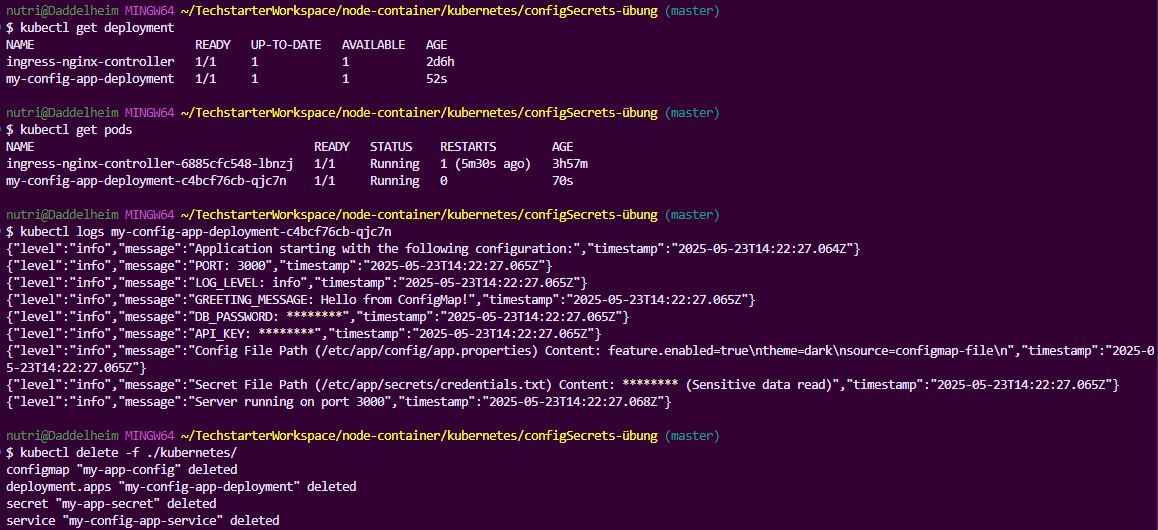 nutri@Daddelheim MINGW64 ~/TechstarterWorkspace/node-container/kubernetes/configSecrets-übung (master)
$ kubectl get deployment
NAME                       READY   UP-TO-DATE   AVAILABLE   AGE
ingress-nginx-controller   1/1     1            1           2d6h
my-config-app-deployment   1/1     1            1           52s
nutri@Daddelheim MINGW64 ~/TechstarterWorkspace/node-container/kubernetes/configSecrets-übung (master)
$ kubectl get pods
NAME                                        READY   STATUS    RESTARTS        AGE
ingress-nginx-controller-6885cfc548-lbnzj   1/1     Running   1 (5m30s ago)   3h57m
my-config-app-deployment-c4bcf76cb-qjc7n    1/1     Running   0               70s
nutri@Daddelheim MINGW64 ~/TechstarterWorkspace/node-container/kubernetes/configSecrets-übung (master)
$ kubectl logs my-config-app-deployment-c4bcf76cb-qjc7n
{"level":"info","message":"Application starting with the following configuration:","timestamp":"2025-05-23T14:22:27.064Z"}
{"level":"info","message":"PORT: 3000","timestamp":"2025-05-23T14:22:27.065Z"}
{"level":"info","message":"LOG_LEVEL: info","timestamp":"2025-05-23T14:22:27.065Z"}
{"level":"info","message":"GREETING_MESSAGE: Hello from ConfigMap!","timestamp":"2025-05-23T14:22:27.065Z"}
{"level":"info","message":"DB_PASSWORD: ********","timestamp":"2025-05-23T14:22:27.065Z"}
{"level":"info","message":"API_KEY: ********","timestamp":"2025-05-23T14:22:27.065Z"}
{"level":"info","message":"Config File Path (/etc/app/config/app.properties) Content: feature.enabled=true\ntheme=dark\nsource=configmap-file\n","timestamp":"2025-0
5-23T14:22:27.065Z"}
{"level":"info","message":"Secret File Path (/etc/app/secrets/credentials.txt) Content: ******** (Sensitive data read)","timestamp":"2025-05-23T14:22:27.065Z"}
{"level":"info","message":"Server running on port 3000","timestamp":"2025-05-23T14:22:27.068Z"}
nutri@Daddelheim MINGW64 ~/TechstarterWorkspace/node-container/kubernetes/configSecrets-übung (master)
$ kubectl delete -f ./kubernetes/
configmap "my-app-config" deleted
deployment.apps "my-config-app-deployment" deleted
secret "my-app-secret" deleted
service "my-config-app-service" deleted